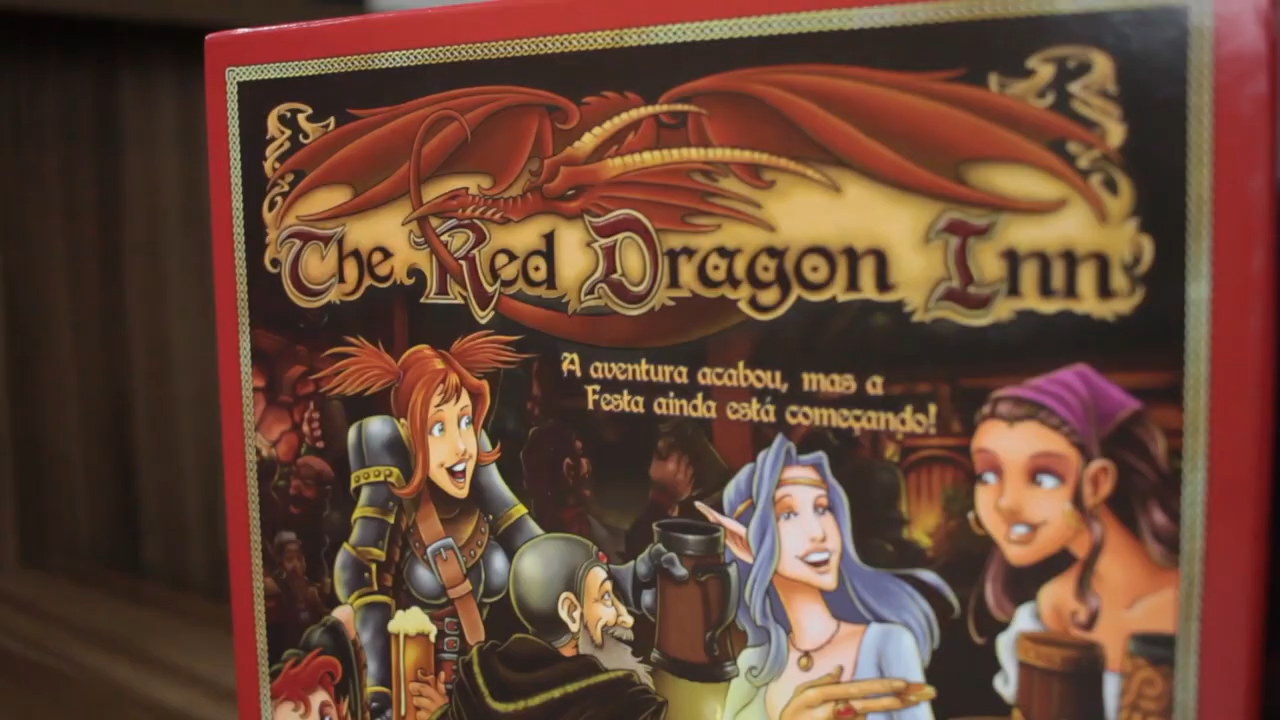 The Red Dragon Inn
A aventura acabou, mas a
Festa ainda está começando!